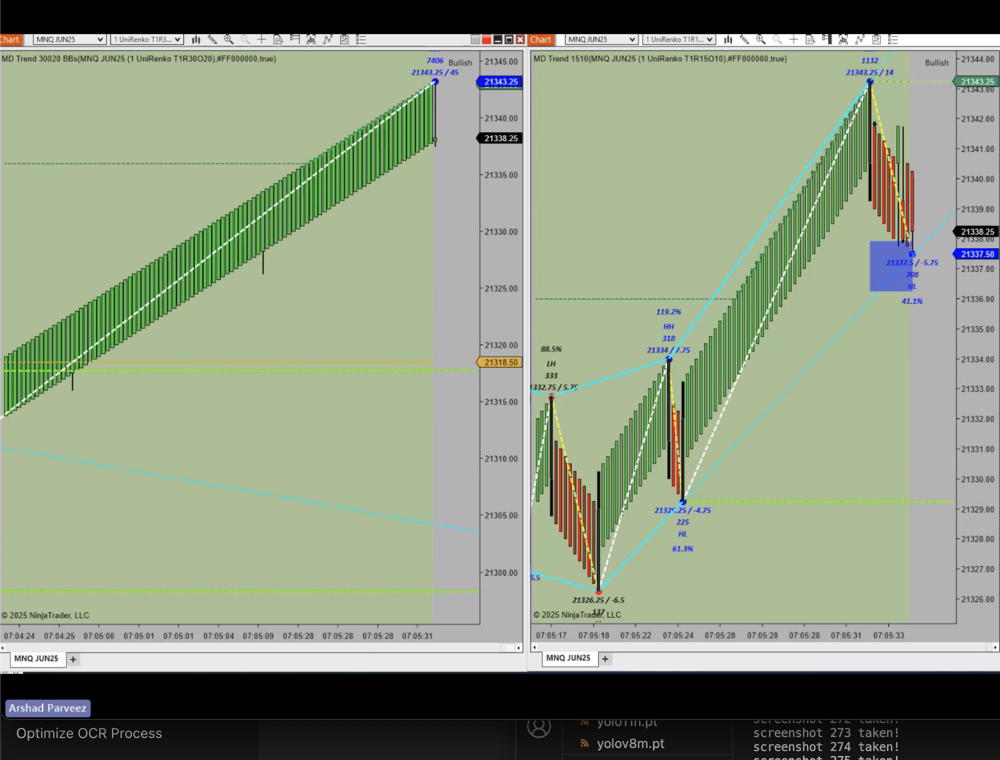 Chart
MNQ JUN25
1 UniRenko T1R3...
MD Trend 30020 BBs(MNQ JUN25 (1 UniRenko T1R30O20),#FF000000,true)
7406
Bullish
21343.25 / 45
21345.00
21343.25
21340.00
21338.25
21335.00
21330.00
21325.00
21320.00
21318.50
21315.00
21310.00
21305.00
21300.00
© 2025 NinjaTrader, LLC
07:04:24
07:04:25
07:05:00
07:05:01
07:05:01
07:05:04
07:05:09
07:05:28
07:05:28
07:05:28
07:05:31
MNQ JUN25
+
Chart
MNQ JUN25
1 UniRenko T1R1...
MD Trend 1510(MNQ JUN25 (1 UniRenko T1R15O10),#FF000000,true)
1132
Bullish
21343.25 / 14
119.2%
HH
318
21334 / 7.75
88.5%
LH
333
332.75 / 5.75
21337.5 / -5.75
708
HL
41.1%
21329.25 / -4.75
225
HL
61.3%
5.5
21326.25 / -6.5
137
21344.00
21343.25
21343.00
21342.00
21341.00
21340.00
21339.00
21338.25
21338.00
21337.50
21337.00
21336.00
21335.00
21334.00
21333.00
21332.00
21331.00
21330.00
21329.00
21328.00
21327.00
21326.00
© 2025 NinjaTrader, LLC
07:05:17
07:05:18
07:05:22
07:05:24
07:05:28
07:05:28
07:05:31
07:05:33
MNQ JUN25
+
Arshad Parveez
Optimize OCR Process
yolo11n.pt
yolov8m.pt
screenshot 272 taken!
screenshot 273 taken!
screenshot 274 taken!
screenshot 275 taken!